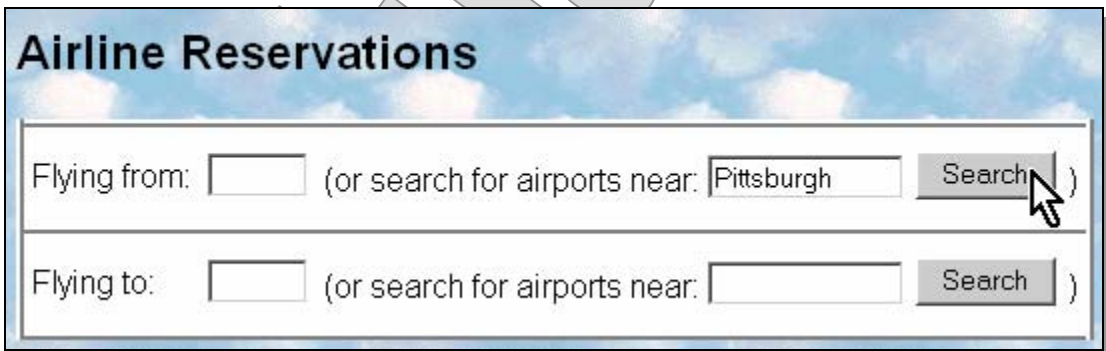 Airline Reservations
Flying from: (or search for airports near: Pittsburgh Search )
Flying to: (or search for airports near: Search )